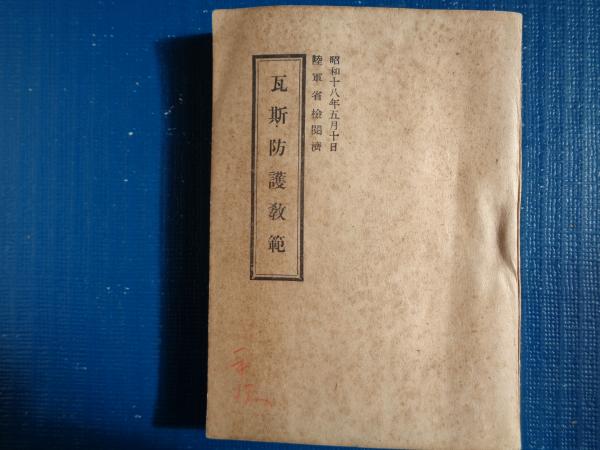 昭和十八年五月十日
陸軍省檢閱濟
瓦斯防護教範